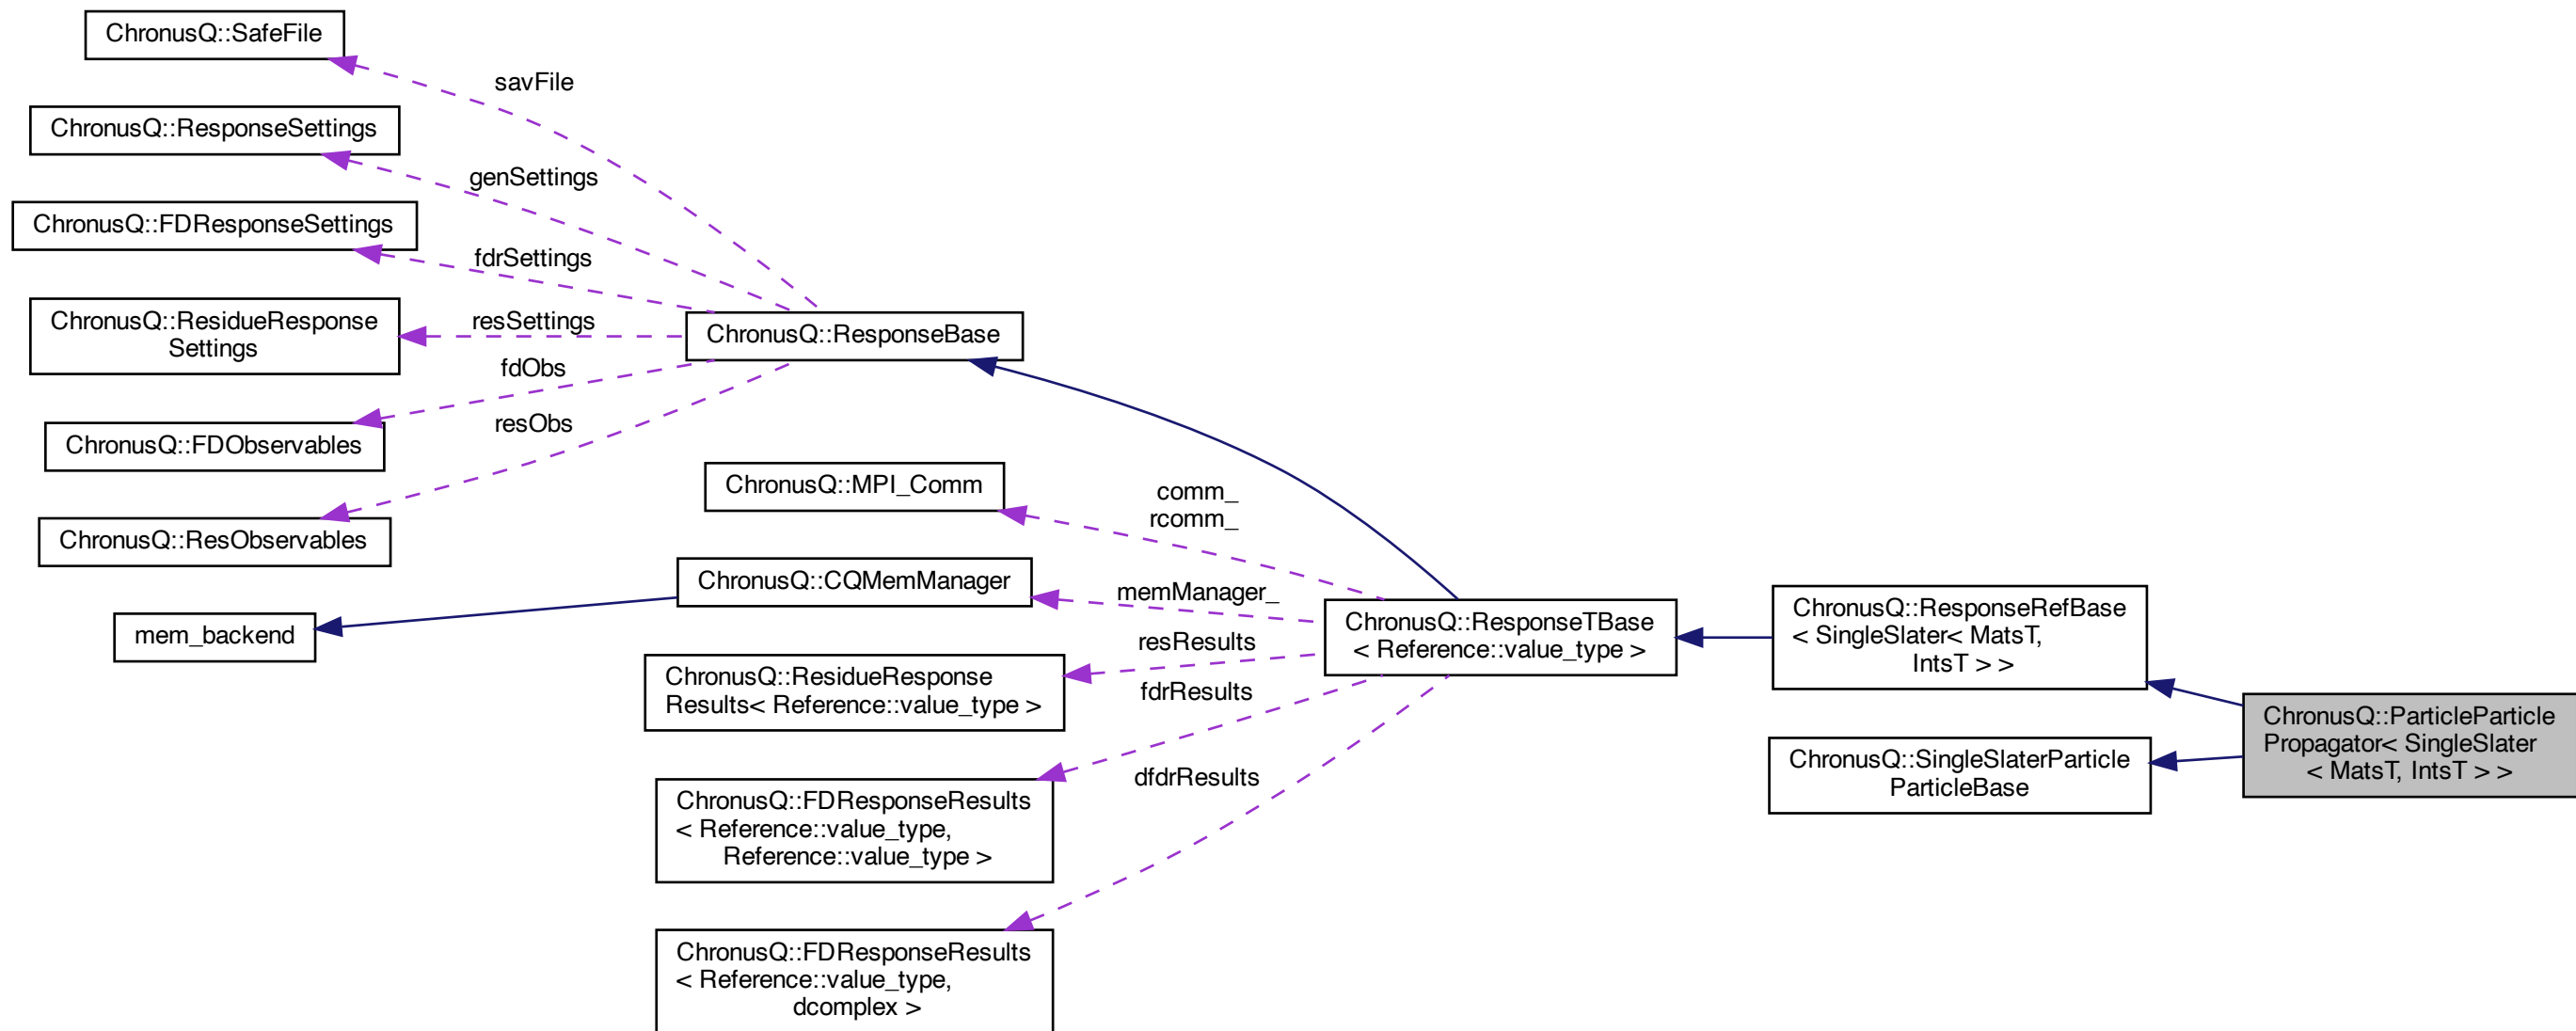 ChronusQ::SafeFile
savFile
ChronusQ::ResponseSettings
genSettings
ChronusQ::FDResponseSettings
fdrSettings
ChronusQ::ResidueResponse
Settings
resSettings
ChronusQ::ResponseBase
fdObs
ChronusQ::FDObservables
resObs
ChronusQ::ResObservables
ChronusQ::MPI_Comm
comm_
rcomm_
ChronusQ::CQMemManager
memManager_
mem_backend
ChronusQ::ResponseTBase
< Reference::value_type >
ChronusQ::ResponseRefBase
< SingleSlater< MatsT,
IntsT > >
resResults
ChronusQ::ResidueResponse
Results< Reference::value_type >
fdrResults
ChronusQ::ParticleParticle
Propagator< SingleSlater
< MatsT, IntsT > >
ChronusQ::SingleSlaterParticle
ParticleBase
dfdrResults
ChronusQ::FDResponseResults
< Reference::value_type,
Reference::value_type >
ChronusQ::FDResponseResults
< Reference::value_type,
dcomplex >